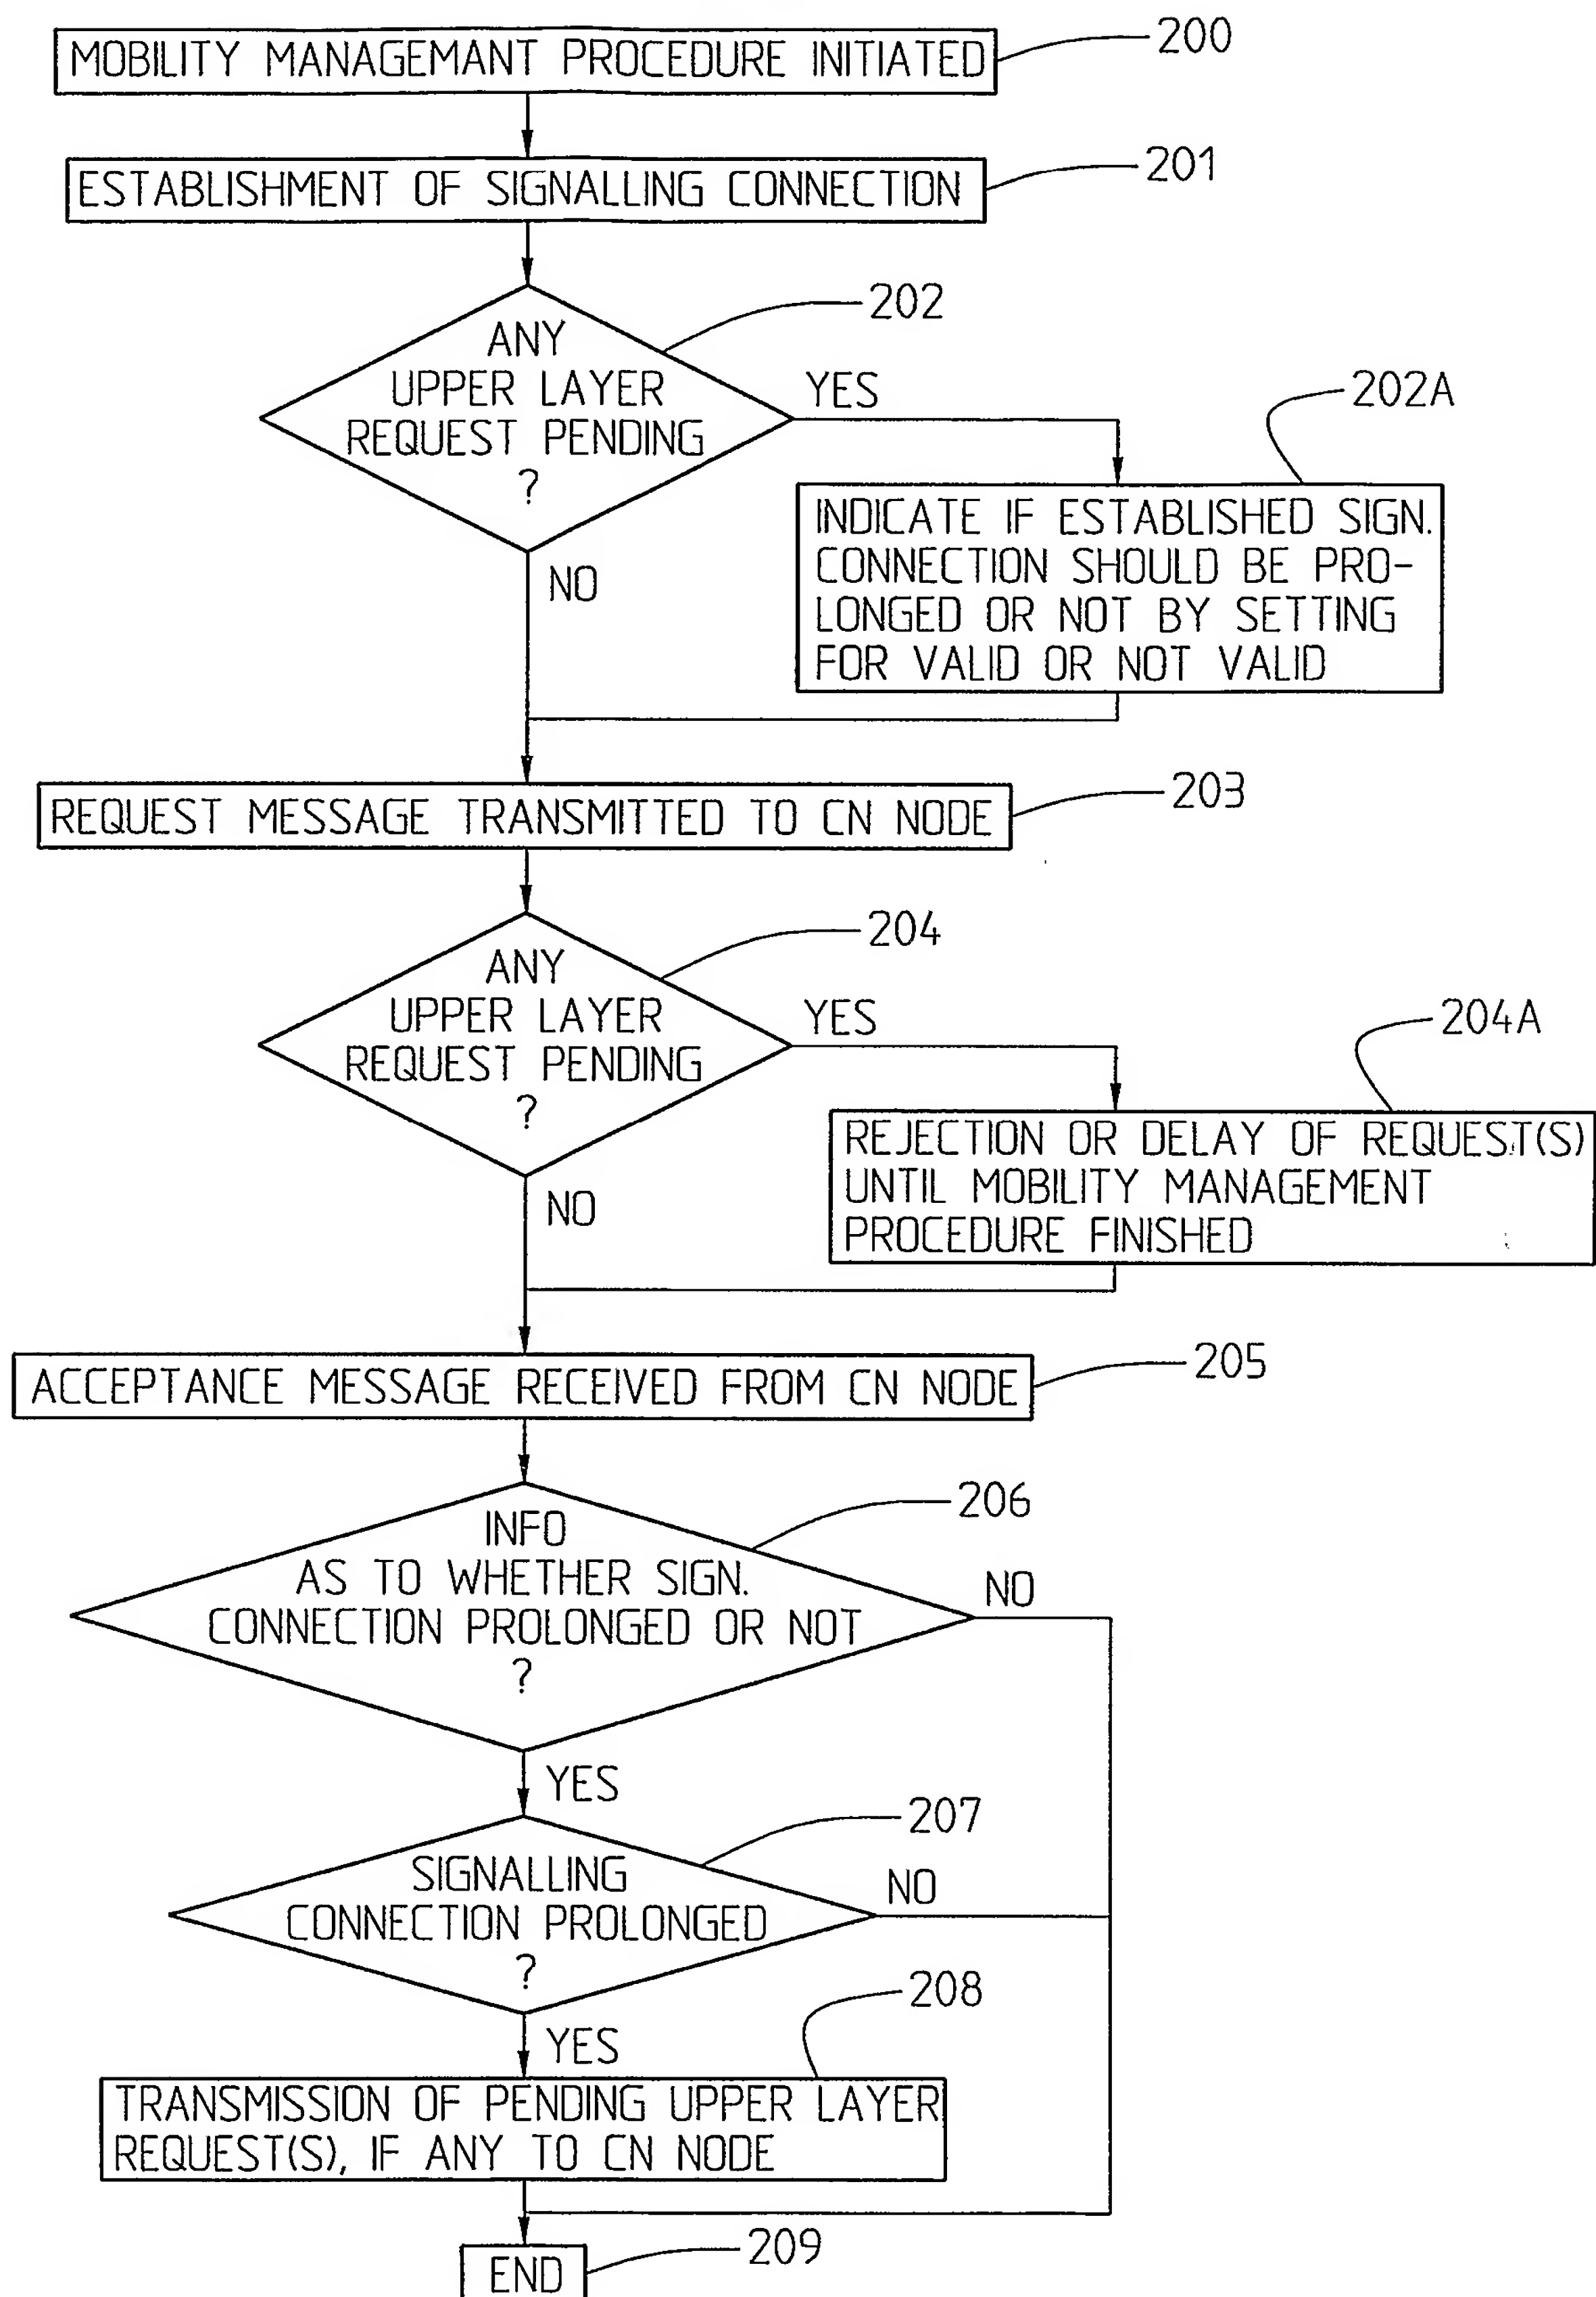 MOBILITY MANAGEMANT PROCEDURE INITIATED
200
ESTABLISHMENT OF SIGNALLING CONNECTION
201
202
ANY
UPPER LAYER
REQUEST PENDING
?
YES
NO
202A
INDICATE IF ESTABLISHED SIGN.
CONNECTION SHOULD BE PRO-
LONGED OR NOT BY SETTING
FOR VALID OR NOT VALID
REQUEST MESSAGE TRANSMITTED TO CN NODE
203
204
ANY
UPPER LAYER
REQUEST PENDING
?
YES
NO
204A
REJECTION OR DELAY OF REQUEST(S)
UNTIL MOBILITY MANAGEMENT
PROCEDURE FINISHED
ACCEPTANCE MESSAGE RECEIVED FROM CN NODE
205
206
INFO
AS TO WHETHER SIGN.
CONNECTION PROLONGED OR NOT
?
NO
YES
207
SIGNALLING
CONNECTION PROLONGED
?
NO
YES
208
TRANSMISSION OF PENDING UPPER LAYER
REQUEST(S), IF ANY TO CN NODE
END
209